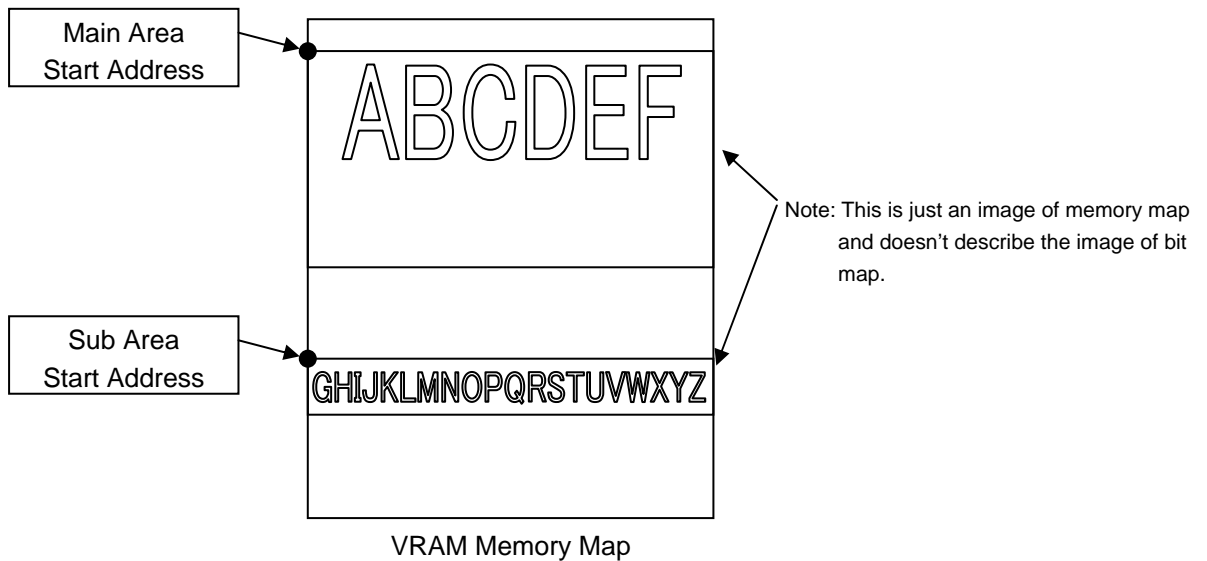 Main Area
Start Address
ABCDEF
Note: This is just an image of memory map
and doesn't describe the image of bit
map.
Sub Area
Start Address
GHIJKLMNOPQRSTUVWXYZ
VRAM Memory Map